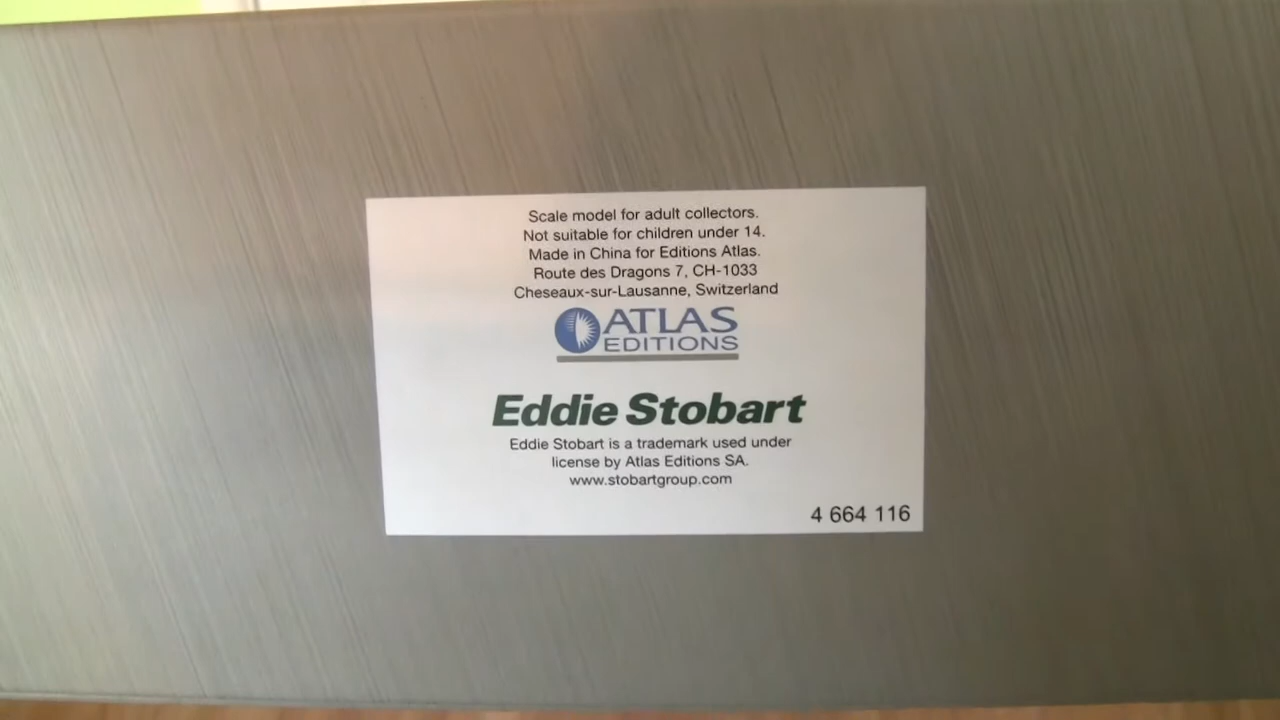 Scale model for adult collectors.
Not suitable for children under 14.
Made in China for Editions Atlas.
Route des Dragons 7, CH-1033
Cheseaux-sur-Lausanne, Switzerland
ATLAS
EDITIONS
Eddie Stobart
Eddie Stobart is a trademark used under
license by Atlas Editions SA.
www.stobartgroup.com
4 664 116